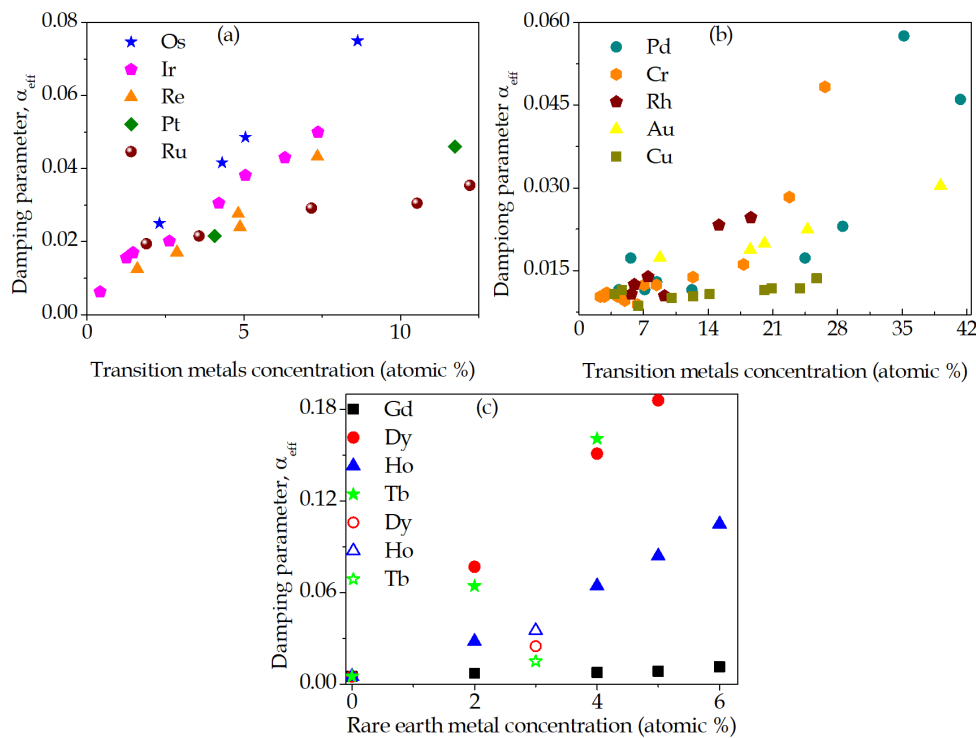 (a)
0.08
0.06
0.04
0.02
0.00
Damping parameter, αeff
Os
Ir
Re
Pt
Ru
0
5
10
Transition metals concentration (atomic %)
(b)
0.060
0.045
0.030
0.015
Dampiong parameter αeff
Pd
Cr
Rh
Au
Cu
7
14
21
28
35
42
Transition metals concentration (atomic %)
(c)
0.18
0.12
0.06
0.00
Damping parameter, αeff
Gd
Dy
Ho
Tb
Dy
Ho
Tb
0
2
4
6
Rare earth metal concentration (atomic %)